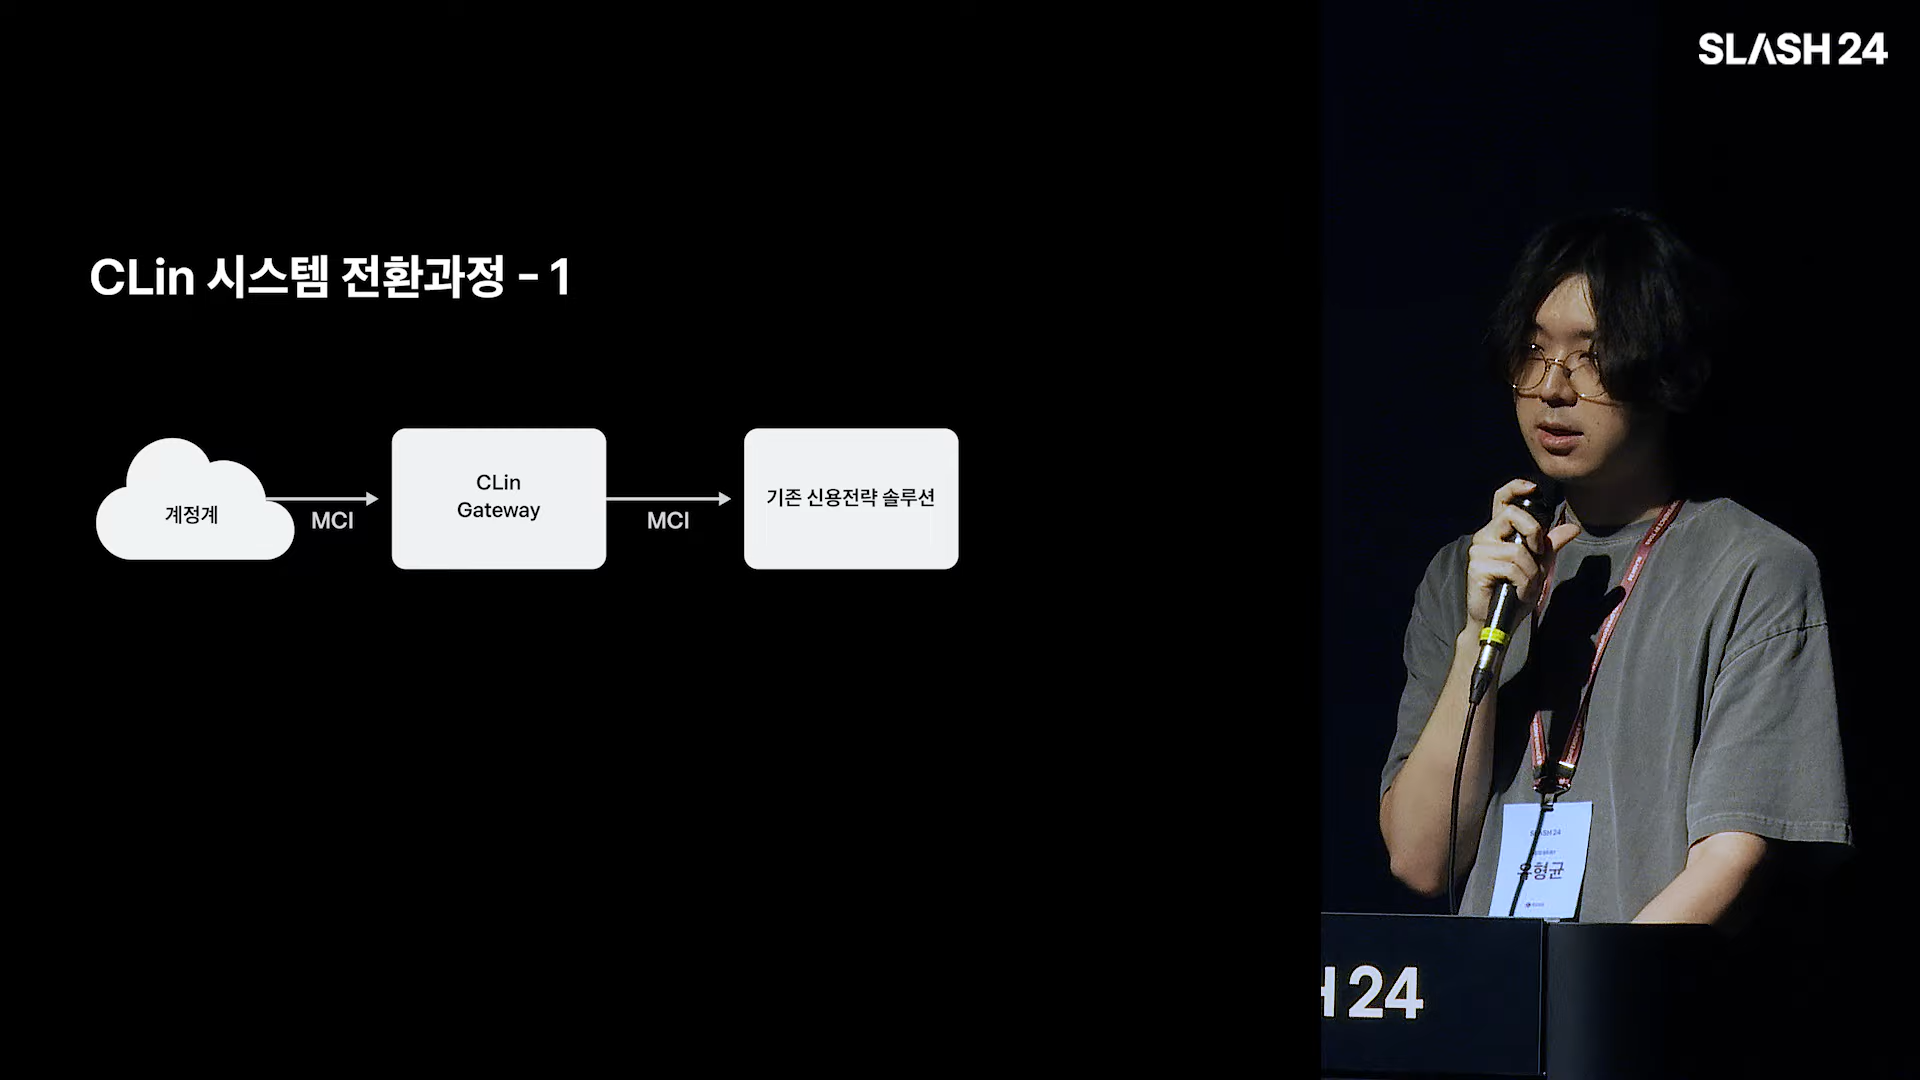 SLASH 24
CLin 시스템 전환과정 - 1
계정계
MCI
CLin
Gateway
MCI
기존 신용전략 솔루션
SLASH 24
Speaker
유형균
H 24